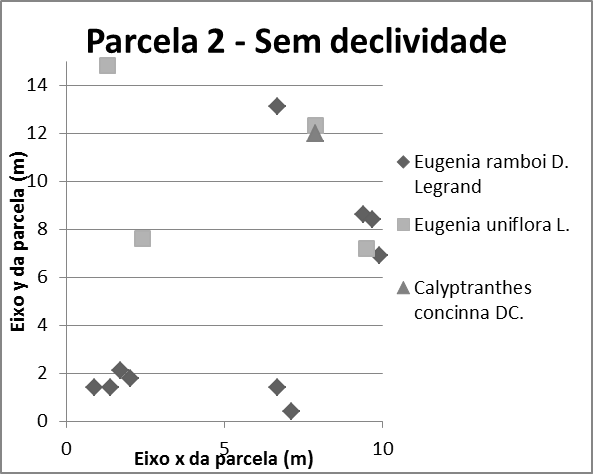 Parcela 2 - Sem declividade
Eixo y da parcela (m)
14
12
10
8
6
4
2
0
0
5
10
Eixo x da parcela (m)
Eugenia ramboi D.
Legrand
Eugenia uniflora L.
Calyptranthes
concinna DC.